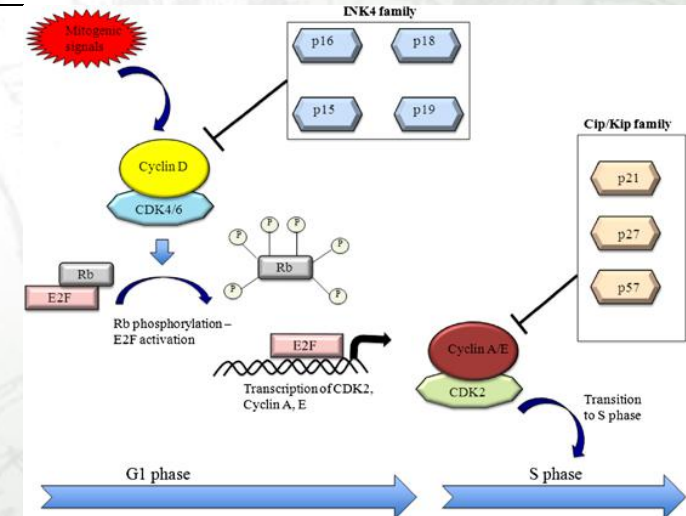 INK4 family
Mitogenic
signals
p16
p18
p15
p19
Cip/Kip family
p21
p27
p57
Cyclin D
CDK4/6
Rb
E2F
P
P
P
P
P
P
Rb
Rb phosphorylation –
E2F activation
E2F
Transcription of CDK2,
Cyclin A, E
Cyclin A/E
CDK2
Transition
to S phase
G1 phase
S phase